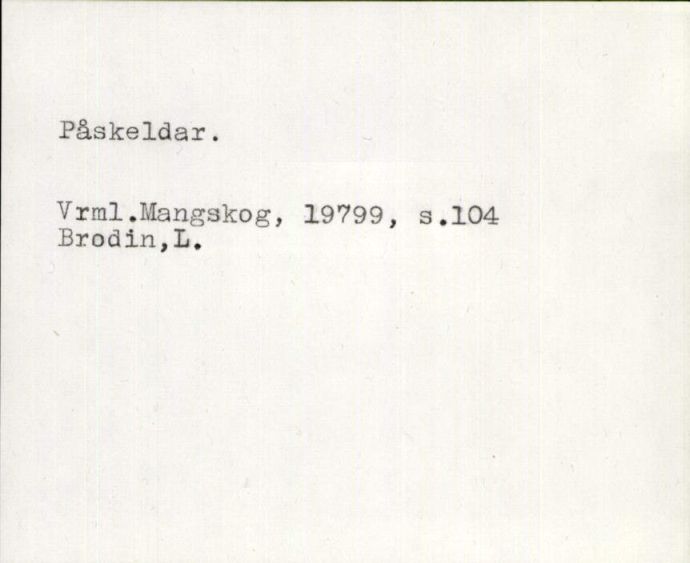 Påskeldar.
Vrml.Mangskog, 19799, s.104
Brodin,L.